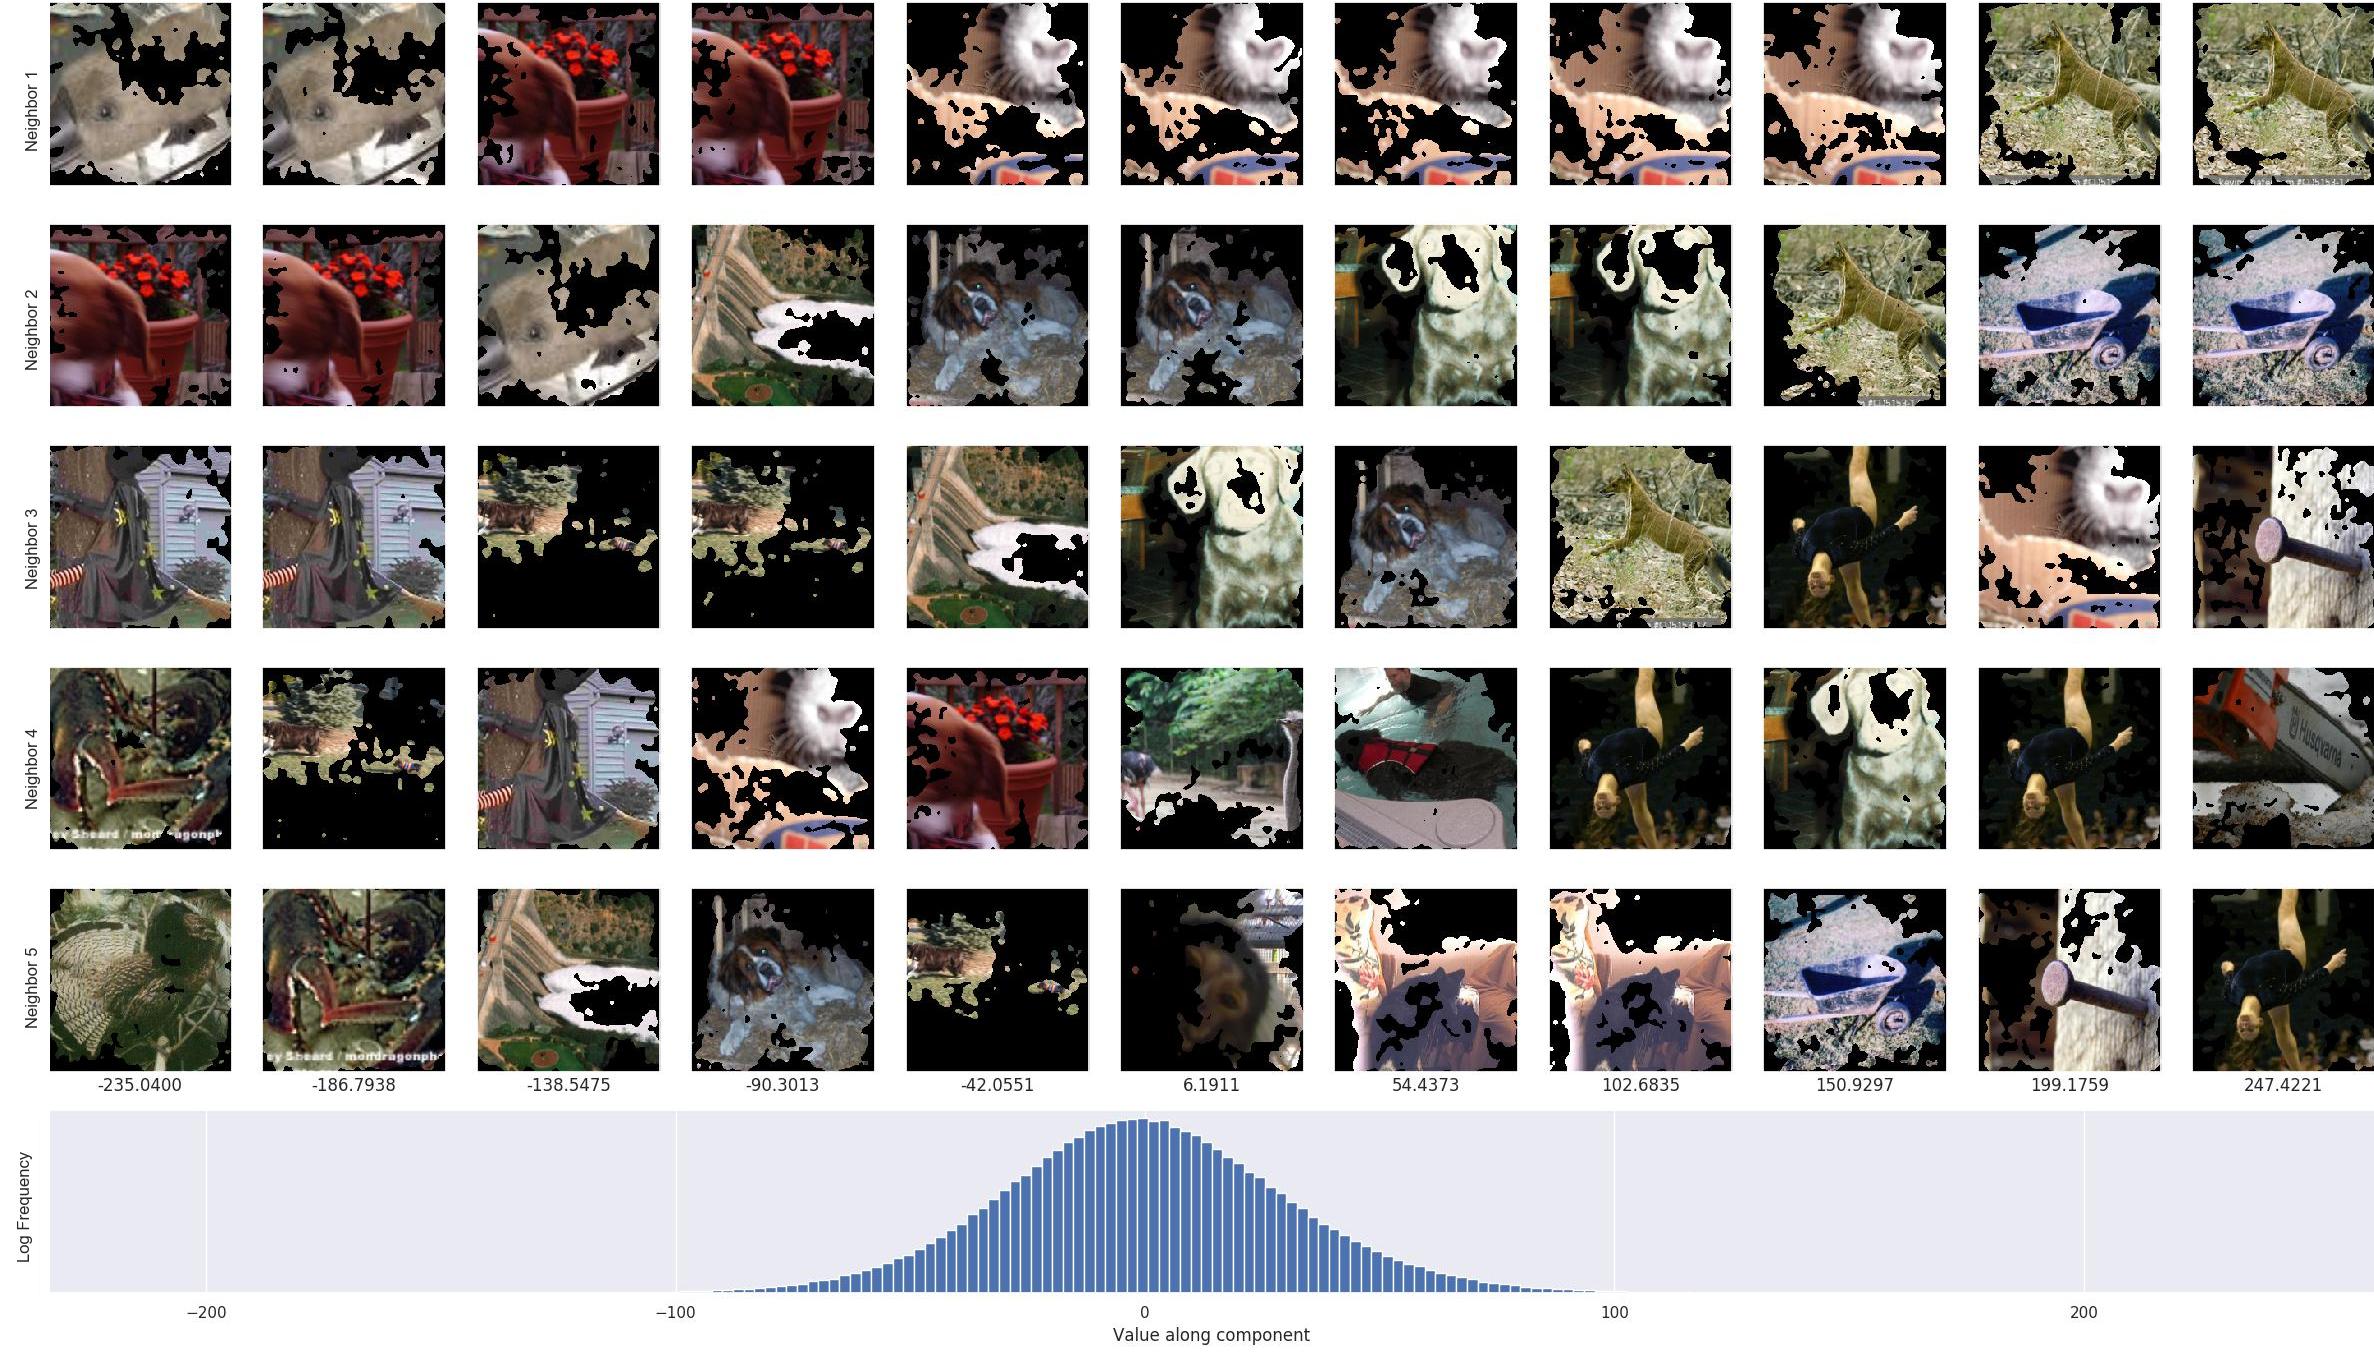 Neighbor 1
Neighbor 2
Neighbor 3
Neighbor 4
Husqvarna
Neighbor 5
-235.0400 -186.7938 -138.5475 -90.3013 -42.0551 6.1911 54.4373 102.6835 150.9297 199.1759 247.4221
Log Frequency
−200 −100 0 100 200
Value along component